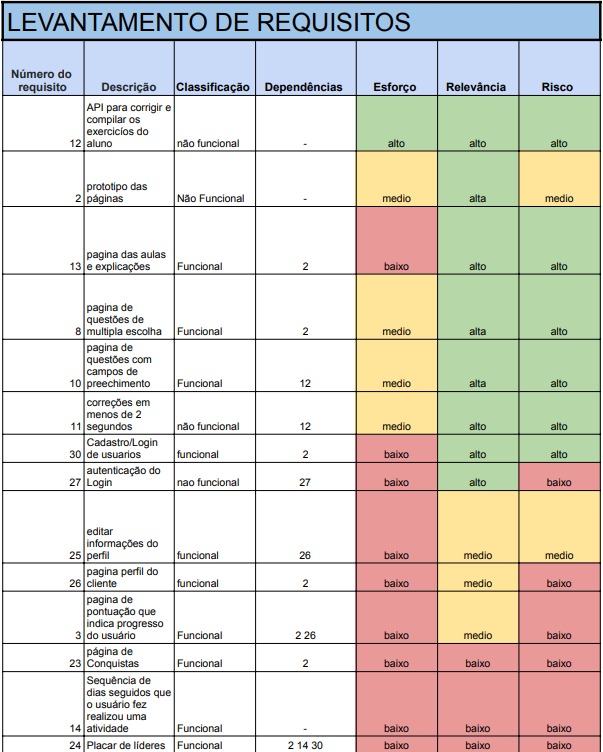 LEVANTAMENTO DE REQUISITOS
Número do
requisito Descrição Classificação Dependências Esforço Relevância Risco
API para corrigir e
compilar os
exercicíos do
12 aluno não funcional - alto alto alto
prototipo das
2 páginas Não Funcional - medio alta medio
pagina das aulas
13 e explicações Funcional 2 baixo alto alto
pagina de
questões de
8 multipla escolha Funcional 2 medio alta alto
pagina de
questões com
campos de
10 preechimento Funcional 12 medio alta alto
correções em
menos de 2
11 segundos não funcional 12 medio alto alto
Cadastro/Login
30 de usuarios funcional 2 baixo alto alto
autenticação do
27 Login nao funcional 27 baixo alto baixo
editar
informações do
25 perfil funcional 26 baixo medio medio
pagina perfil do
26 cliente funcional 2 baixo medio baixo
pagina de
pontuação que
indica progresso
3 do usuário Funcional 2 26 baixo medio baixo
página de
23 Conquistas Funcional 2 baixo baixo baixo
Sequência de
dias seguidos que
o usuário fez
realizou uma
14 atividade Funcional - baixo baixo baixo
24 Placar de líderes Funcional 2 14 30 baixo baixo baixo